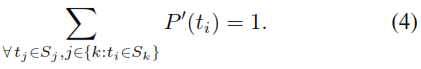 ∑ P′(t_i) = 1. (4)
∀ t_j∈S_j, j∈{k:t_i∈S_k}